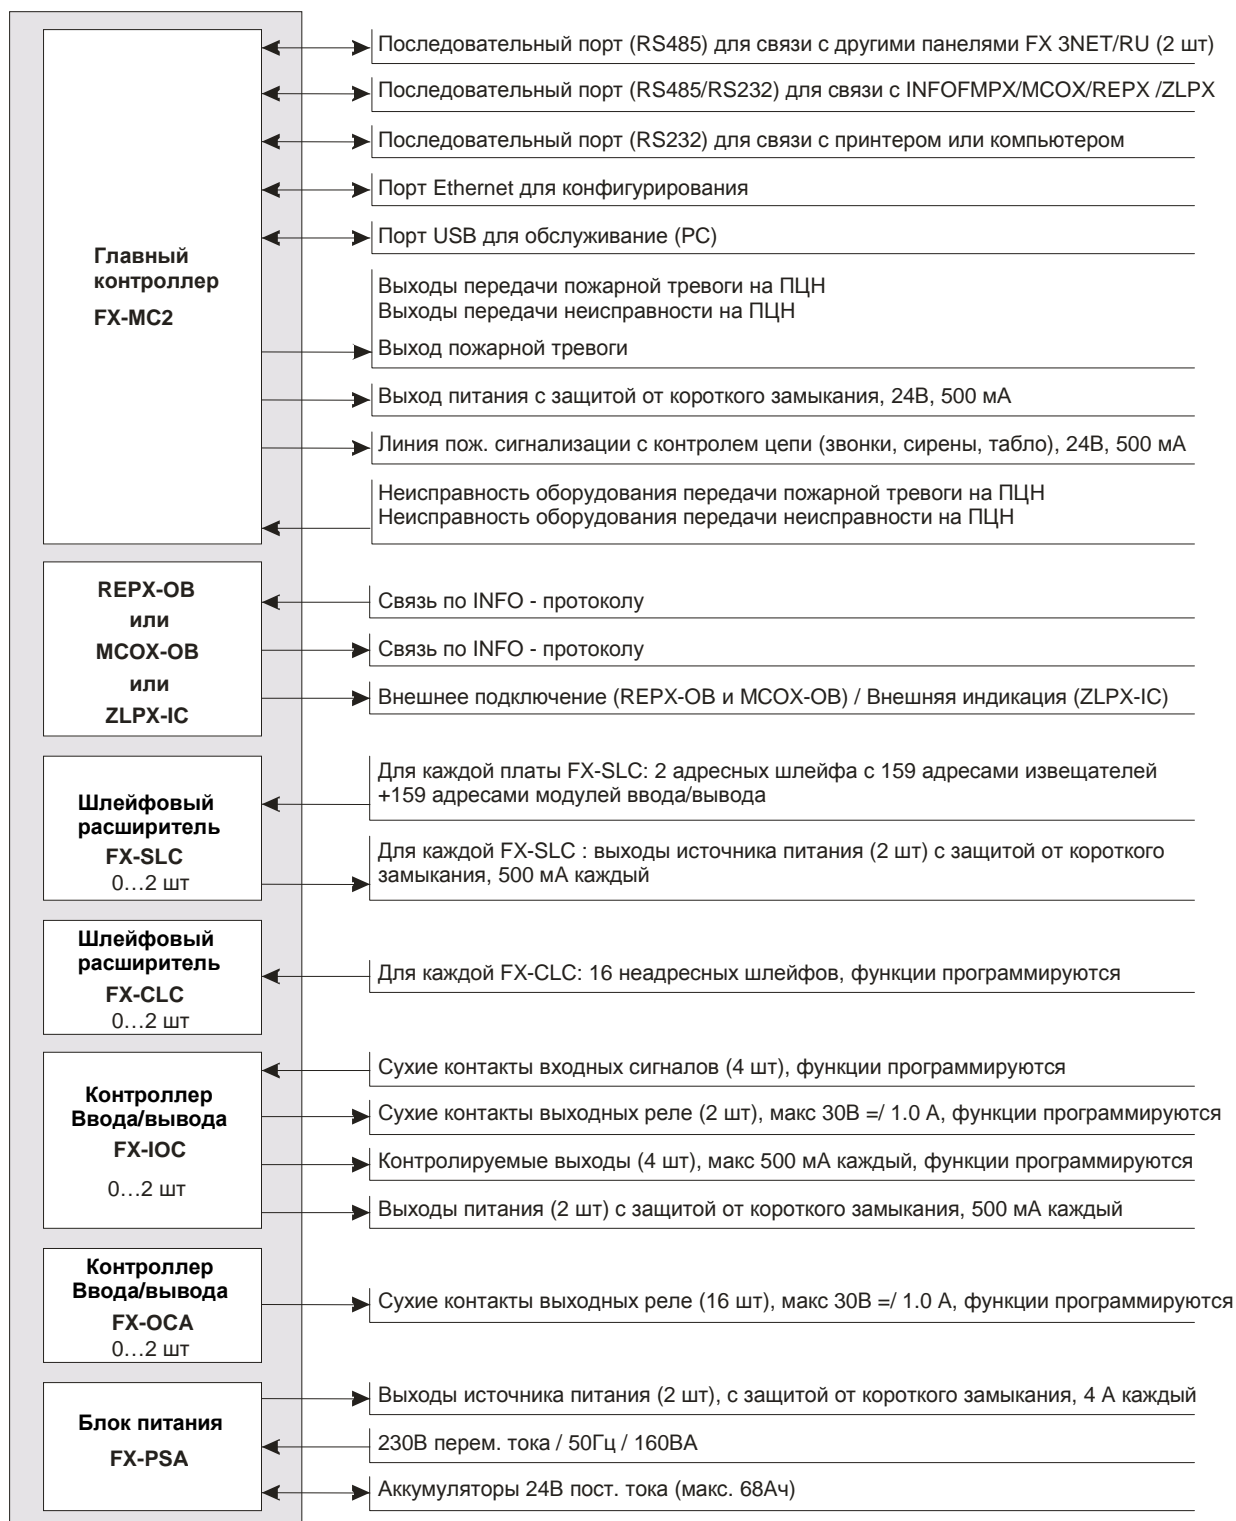 Главный
контроллер
FX-MC2
Последовательный порт (RS485) для связи с другими панелями FX 3NET/RU (2 шт)
Последовательный порт (RS485/RS232) для связи с INFOFMPX/MCOX/REPX /ZLPX
Последовательный порт (RS232) для связи с принтером или компьютером
Порт Ethernet для конфигурирования
Порт USB для обслуживание (PC)
Выходы передачи пожарной тревоги на ПЦН
Выходы передачи неисправности на ПЦН
Выход пожарной тревоги
Выход питания с защитой от короткого замыкания, 24В, 500 мА
Линия пож. сигнализации с контролем цепи (звонки, сирены, табло), 24В, 500 мА
Неисправность оборудования передачи пожарной тревоги на ПЦН
Неисправность оборудования передачи неисправности на ПЦН
REPX-OB
или
MCOX-OB
или
ZLPX-IC
Связь по INFO - протоколу
Связь по INFO - протоколу
Внешнее подключение (REPX-OB и MCOX-OB) / Внешняя индикация (ZLPX-IC)
Шлейфовый
расширитель
FX-SLC
0…2 шт
Для каждой платы FX-SLC: 2 адресных шлейфа с 159 адресами извещателей
+159 адресами модулей ввода/вывода
Для каждой FX-SLC : выходы источника питания (2 шт) с защитой от короткого
замыкания, 500 мА каждый
Шлейфовый
расширитель
FX-CLC
0…2 шт
Для каждой FX-CLC: 16 неадресных шлейфов, функции программируются
Контроллер
Ввода/вывода
FX-IOC
0…2 шт
Сухие контакты входных сигналов (4 шт), функции программируются
Сухие контакты выходных реле (2 шт), макс 30В =/ 1.0 А, функции программируются
Контролируемые выходы (4 шт), макс 500 мА каждый, функции программируются
Выходы питания (2 шт) с защитой от короткого замыкания, 500 мА каждый
Контроллер
Ввода/вывода
FX-OCA
0…2 шт
Сухие контакты выходных реле (16 шт), макс 30В =/ 1.0 А, функции программируются
Блок питания
FX-PSA
Выходы источника питания (2 шт), с защитой от короткого замыкания, 4 А каждый
230В перем. тока / 50Гц / 160ВА
Аккумуляторы 24В пост. тока (макс. 68Ач)